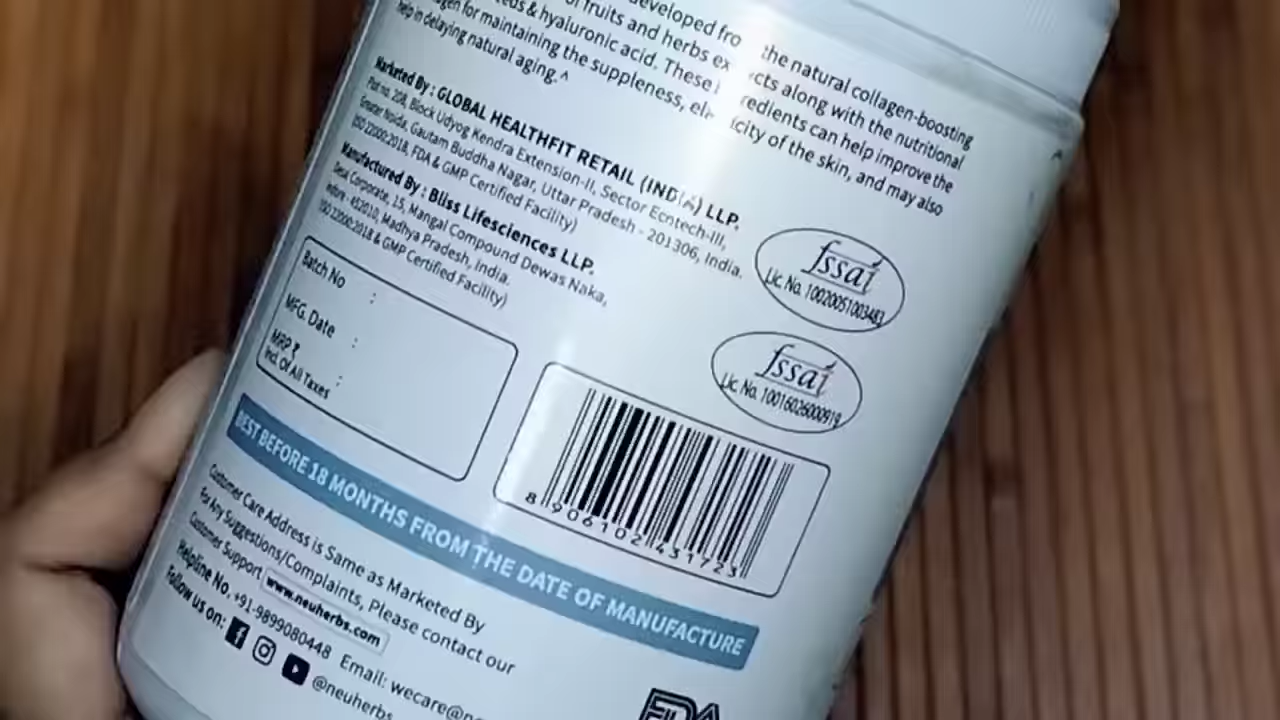 developed fro the natural collagen-boosting
of fruits and herbs ex cts along with the nutritional
& hyaluronic acid. These redients can help improve the
for maintaining the suppleness, el icity of the skin, and may also
help in delaying natural aging.^
Marketed By : GLOBAL HEALTHFIT RETAIL (INDIA) LLP.
Plot no. 208, Block Udyog Kendra Extension-II, Sector Ecntech-III,
Greater Noida, Gautam Buddha Nagar, Uttar Pradesh - 201306, India.
ISO 22000:2018, FDA & GMP Certified Facility)
Manufactured By : Bliss Lifesciences LLP.
Desai Corporate, 15, Mangal Compound Dewas Naka,
- 452010, Madhya Pradesh, India.
ISO 22000:2018 & GMP Certified Facility)
fssai
Lic. No. 10020051003483
fssai
Lic. No. 10016026000919
Batch No :
MFG. Date :
MRP ₹ :
Incl. Of All Taxes
8 906102 431723
BEST BEFORE 18 MONTHS FROM THE DATE OF MANUFACTURE
Customer Care Address is Same as Marketed By
For Any Suggestions/Complaints, Please contact our
Customer Support www.neuherbs.com
Helpline No. +91-9899080448 Email: wecare@n
Follow us on: @neuherbs